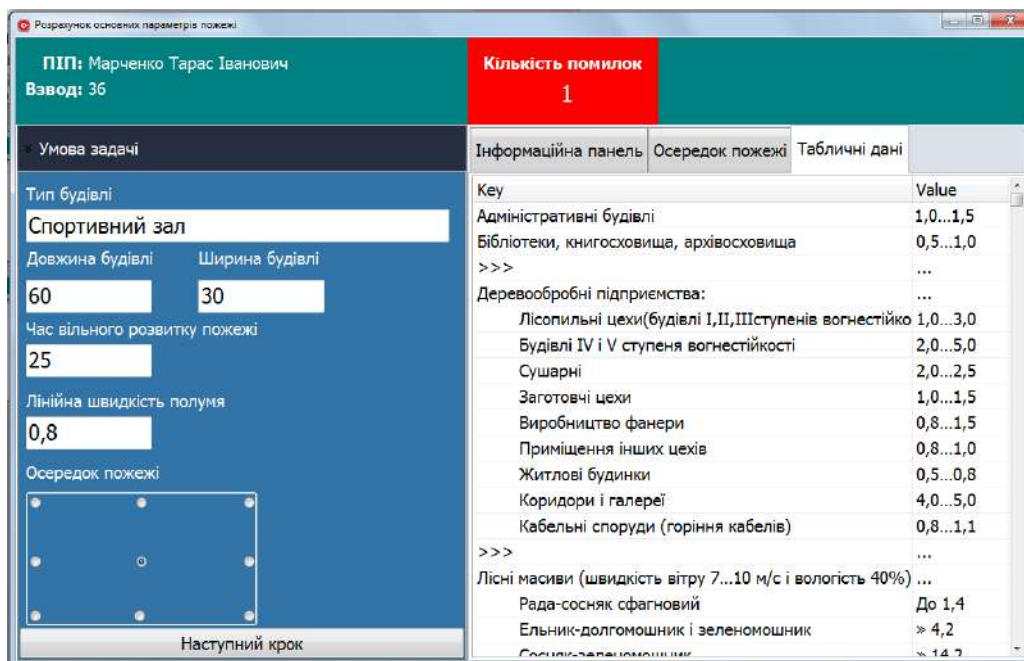 Розрахунок основних параметрів пожежі
ПІП: Марченко Тарас Іванович
Взвод: 36
Кількість помилок
1
Умова задачі
Тип будівлі
Спортивний зал
Довжина будівлі Ширина будівлі
60 30
Час вільного розвитку пожежі
25
Лінійна швидкість полумя
0,8
Осередок пожежі
Наступний крок
Інформаційна панель Осередок пожежі Табличні дані
Key Value
Адміністративні будівлі 1,0...1,5
Бібліотеки, книгосховища, архівосховища 0,5...1,0
>>> ...
Деревообробні підприємства: ...
Лісопильні цехи(будівлі І,ІІ,ІІІступенів вогнестійко 1,0...3,0
Будівлі IV і V ступеня вогнестійкості 2,0...5,0
Сушарні 2,0...2,5
Заготовчі цехи 1,0...1,5
Виробництво фанери 0,8...1,5
Приміщення інших цехів 0,8...1,0
Житлові будинки 0,5...0,8
Коридори і галереї 4,0...5,0
Кабельні споруди (горіння кабелів) 0,8...1,1
>>> ...
Лісні масиви (швидкість вітру 7...10 м/с і вологість 40%) ...
Рада-сосняк сфагновий До 1,4
Ельник-долгомошник і зеленомошник » 4,2
Сосняк-зеленомошник » 14,2